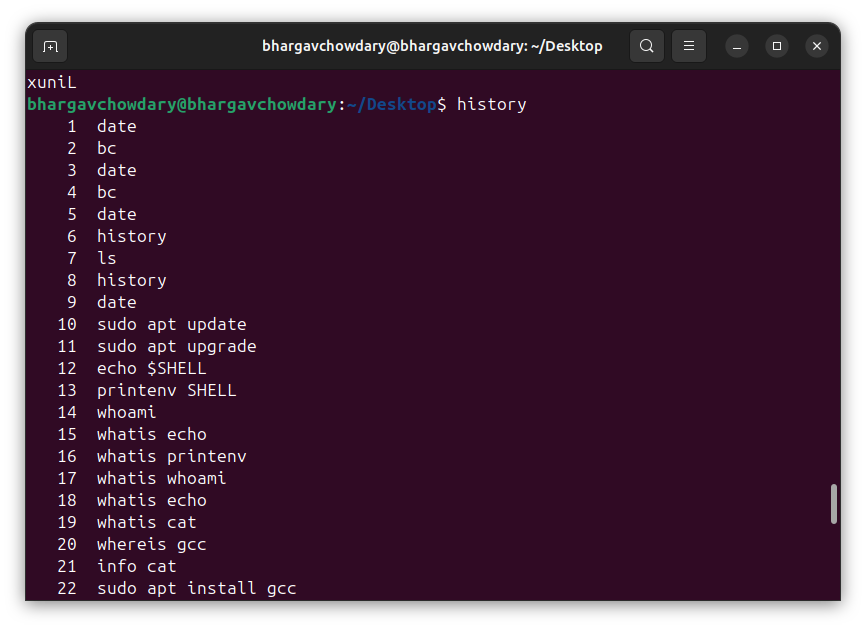 bhargavchowdary@bhargavchowdary: ~/Desktop
xuniL
bhargavchowdary@bhargavchowdary:~/Desktop$ history
1 date
2 bc
3 date
4 bc
5 date
6 history
7 ls
8 history
9 date
10 sudo apt update
11 sudo apt upgrade
12 echo $SHELL
13 printenv SHELL
14 whoami
15 whatis echo
16 whatis printenv
17 whatis whoami
18 whatis echo
19 whatis cat
20 whereis gcc
21 info cat
22 sudo apt install gcc